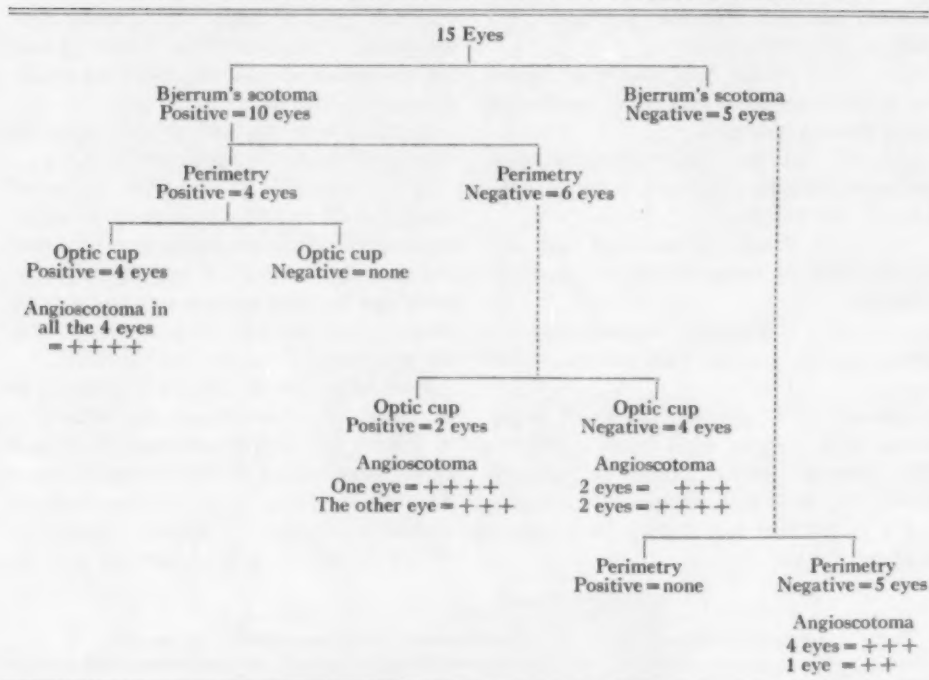 15 Eyes
Bjerrum's scotoma
Positive = 10 eyes
Bjerrum's scotoma
Negative = 5 eyes
Perimetry
Positive = 4 eyes
Perimetry
Negative = 6 eyes
Optic cup
Positive = 4 eyes
Optic cup
Negative = none
Angioscotoma in
all the 4 eyes
= + + + +
Optic cup
Positive = 2 eyes
Optic cup
Negative = 4 eyes
Angioscotoma
One eye = + + + +
The other eye = + + +
Angioscotoma
2 eyes = + + +
2 eyes = + + + +
Perimetry
Positive = none
Perimetry
Negative = 5 eyes
Angioscotoma
4 eyes = + + +
1 eye = + +